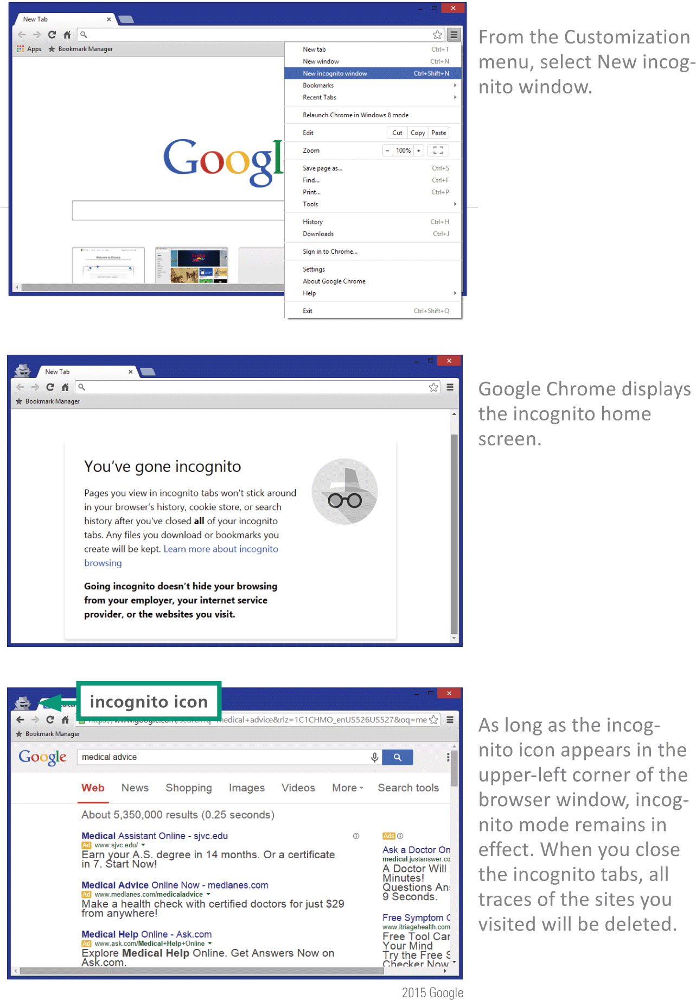 New Tab
Apps Bookmark Manager
New tab Ctrl+T
New window Ctrl+N
New incognito window Ctrl+Shift+N
Bookmarks
Recent Tabs
Relaunch Chrome in Windows 8 mode
Edit Cut Copy Paste
Zoom - 100% +
Save page as... Ctrl+S
Find... Ctrl+F
Print... Ctrl+P
Tools
History Ctrl+H
Downloads Ctrl+J
Sign in to Chrome...
Settings
About Google Chrome
Help
Exit Ctrl+Shift+Q
Googl
Welcome to Chrome
From the Customization
menu, select New incog-
nito window.
New Tab
Bookmark Manager
You've gone incognito
Pages you view in incognito tabs won't stick around
in your browser's history, cookie store, or search
history after you've closed all of your incognito
tabs. Any files you download or bookmarks you
create will be kept. Learn more about incognito
browsing
Going incognito doesn't hide your browsing
from your employer, your internet service
provider, or the websites you visit.
Google Chrome displays
the incognito home
screen.
incognito icon
https://www.google.com/search?q=medical+advice&rlz=1C1CHMO_enUS526US527&oq=me
Bookmark Manager
Google medical advice
Web News Shopping Images Videos More Search tools
About 5,350,000 results (0.25 seconds)
Medical Assistant Online - sjvc.edu
Ad www.sjvc.edu/
Earn your A.S. degree in 14 months. Or a certificate
in 7. Start Now!
Medical Advice Online Now - medlanes.com
Ad www.medlanes.com/medicaladvice
Make a health check with certified doctors for just $29
from anywhere!
Medical Help Online - Ask.com
Ad www.ask.com/Medical+Help+Online
Explore Medical Help Online. Get Answers Now on
Ask.com.
Ads
Ask a Doctor On
medical.justanswer.co
A Doctor Will
Minutes!
Questions An
9 Seconds.
Free Symptom C
www.itriagehealth.com
Free Tool Car
Your Mind
Try the Free S
Checker Now
As long as the incog-
nito icon appears in the
upper-left corner of the
browser window, incog-
nito mode remains in
effect. When you close
the incognito tabs, all
traces of the sites you
visited will be deleted.
2015 Google